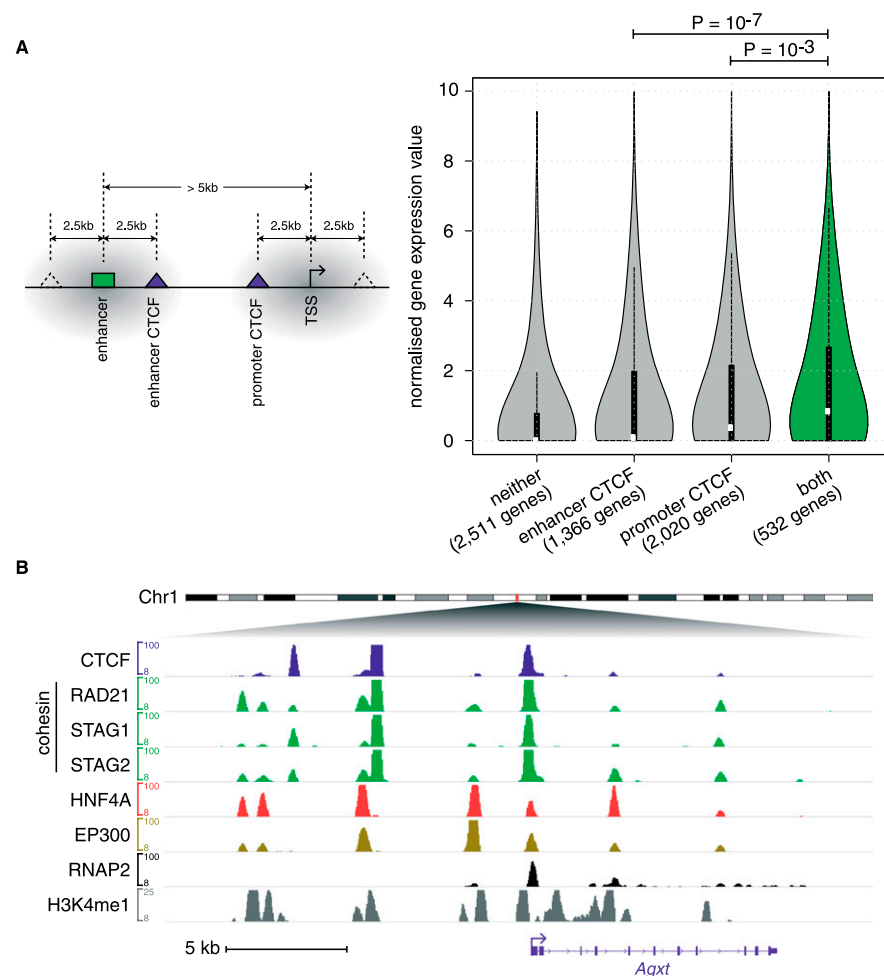 A
P = 10-7
P = 10-3
> 5kb
2.5kb 2.5kb 2.5kb 2.5kb
enhancer
enhancer CTCF
promoter CTCF
TSS
normalised gene expression value
10
8
6
4
2
0
neither
(2,511 genes)
enhancer CTCF
(1,366 genes)
promoter CTCF
(2,020 genes)
both
(532 genes)
B
Chr1
CTCF 100 8
cohesin
RAD21 100 8
STAG1 100 8
STAG2 100 8
HNF4A 100 8
EP300 100 8
RNAP2 100 8
H3K4me1 25 8
5 kb
Agxt